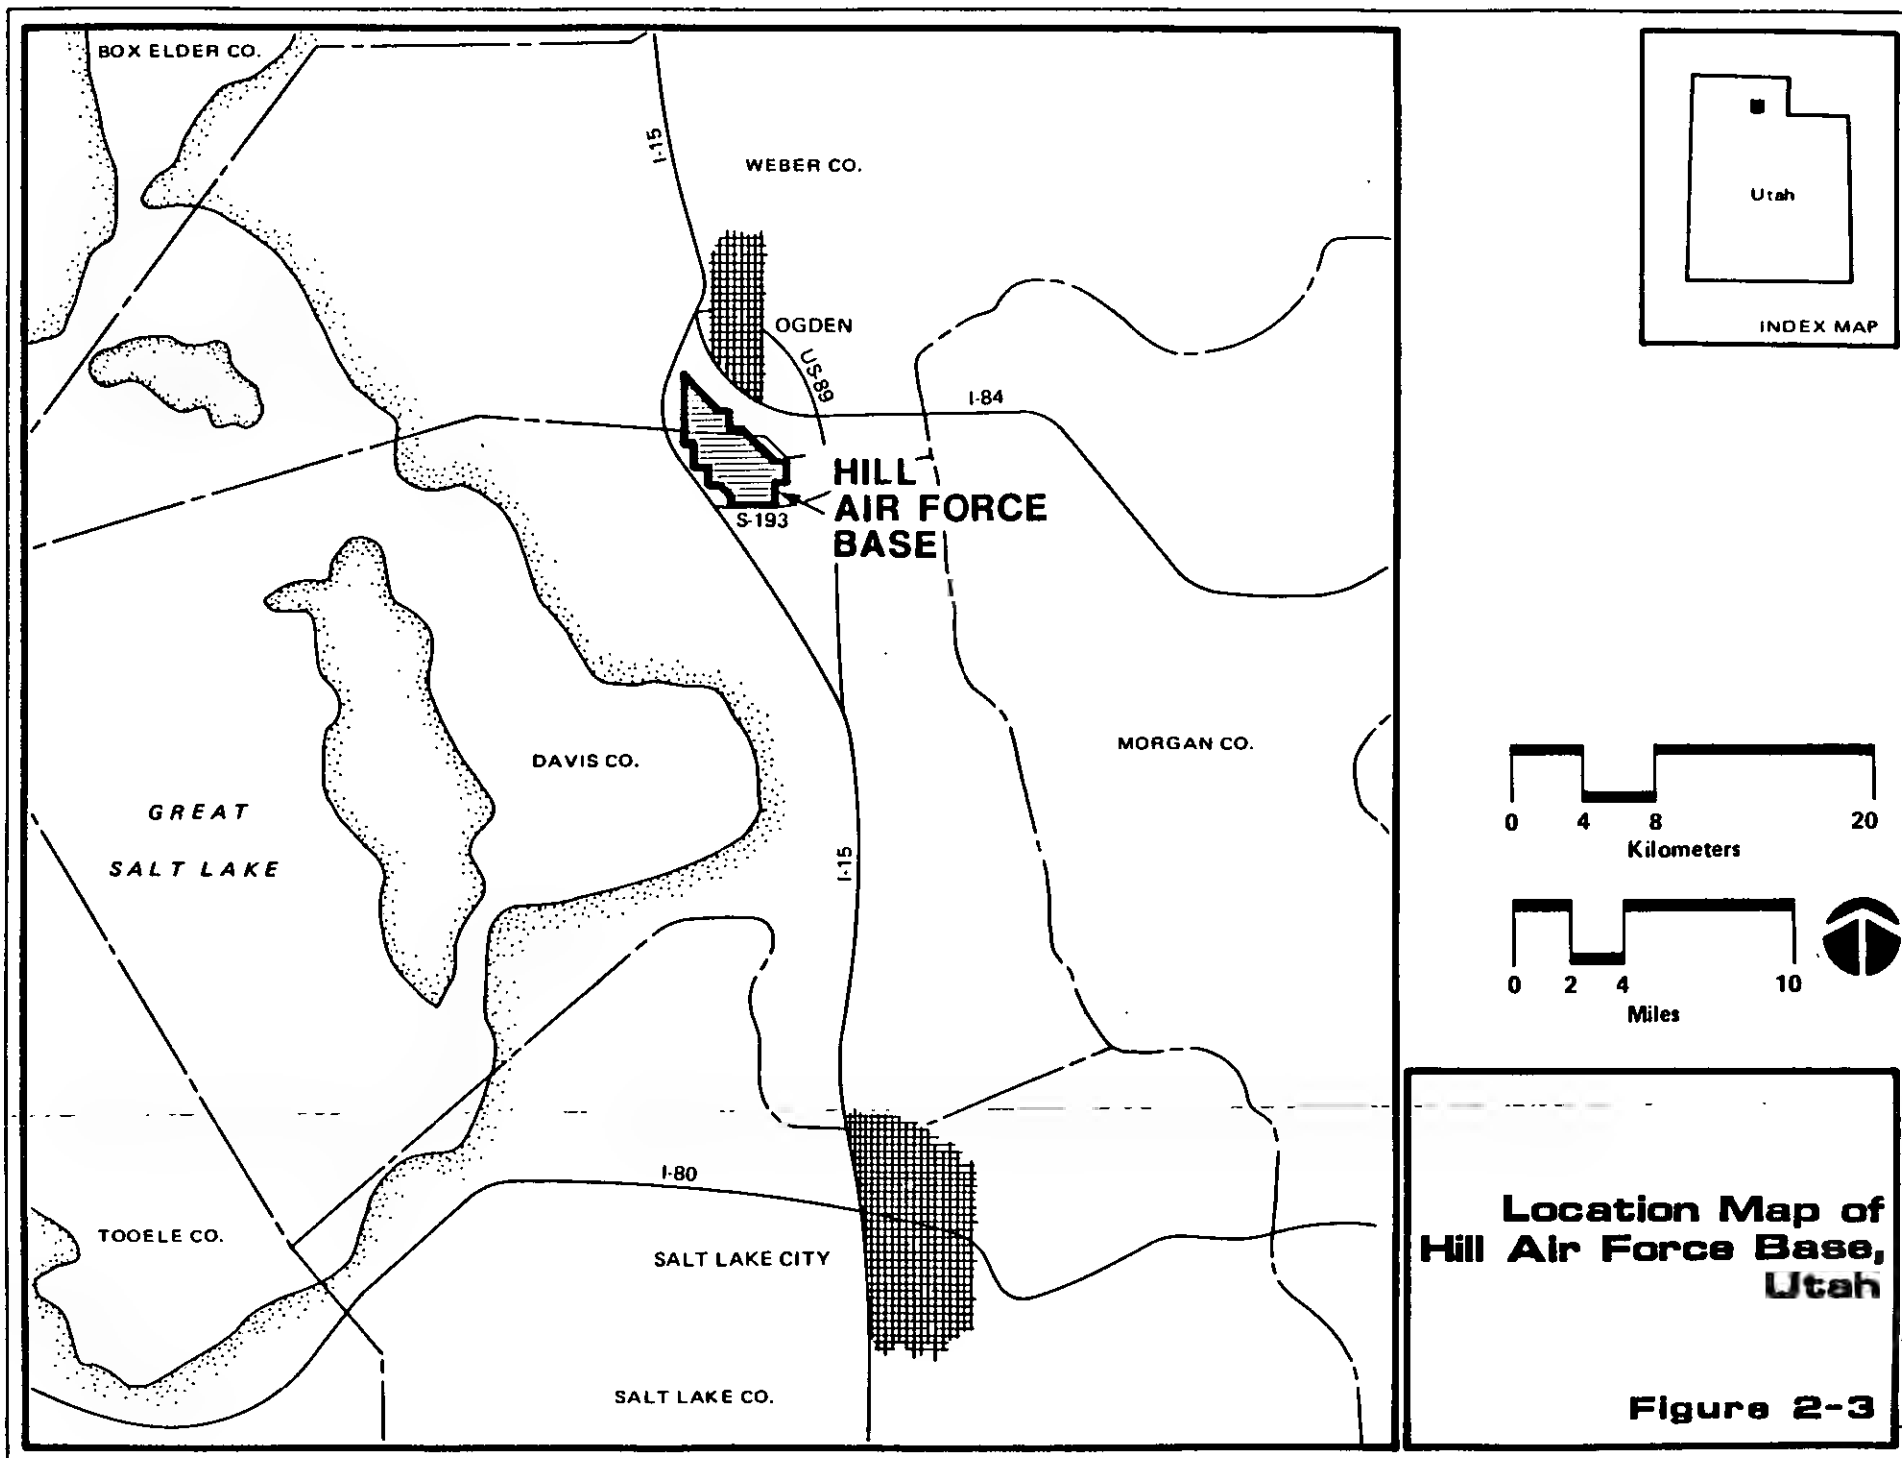 BOX ELDER CO.
I-15
WEBER CO.
Utah
INDEX MAP
OGDEN
US-89
I-84
HILL
AIR FORCE
BASE
S-193
MORGAN CO.
DAVIS CO.
GREAT
SALT LAKE
I-15
0 4 8 20
Kilometers
0 2 4 10
Miles
I-80
TOOELE CO.
SALT LAKE CITY
SALT LAKE CO.
Location Map of
Hill Air Force Base,
Utah
Figure 2-3